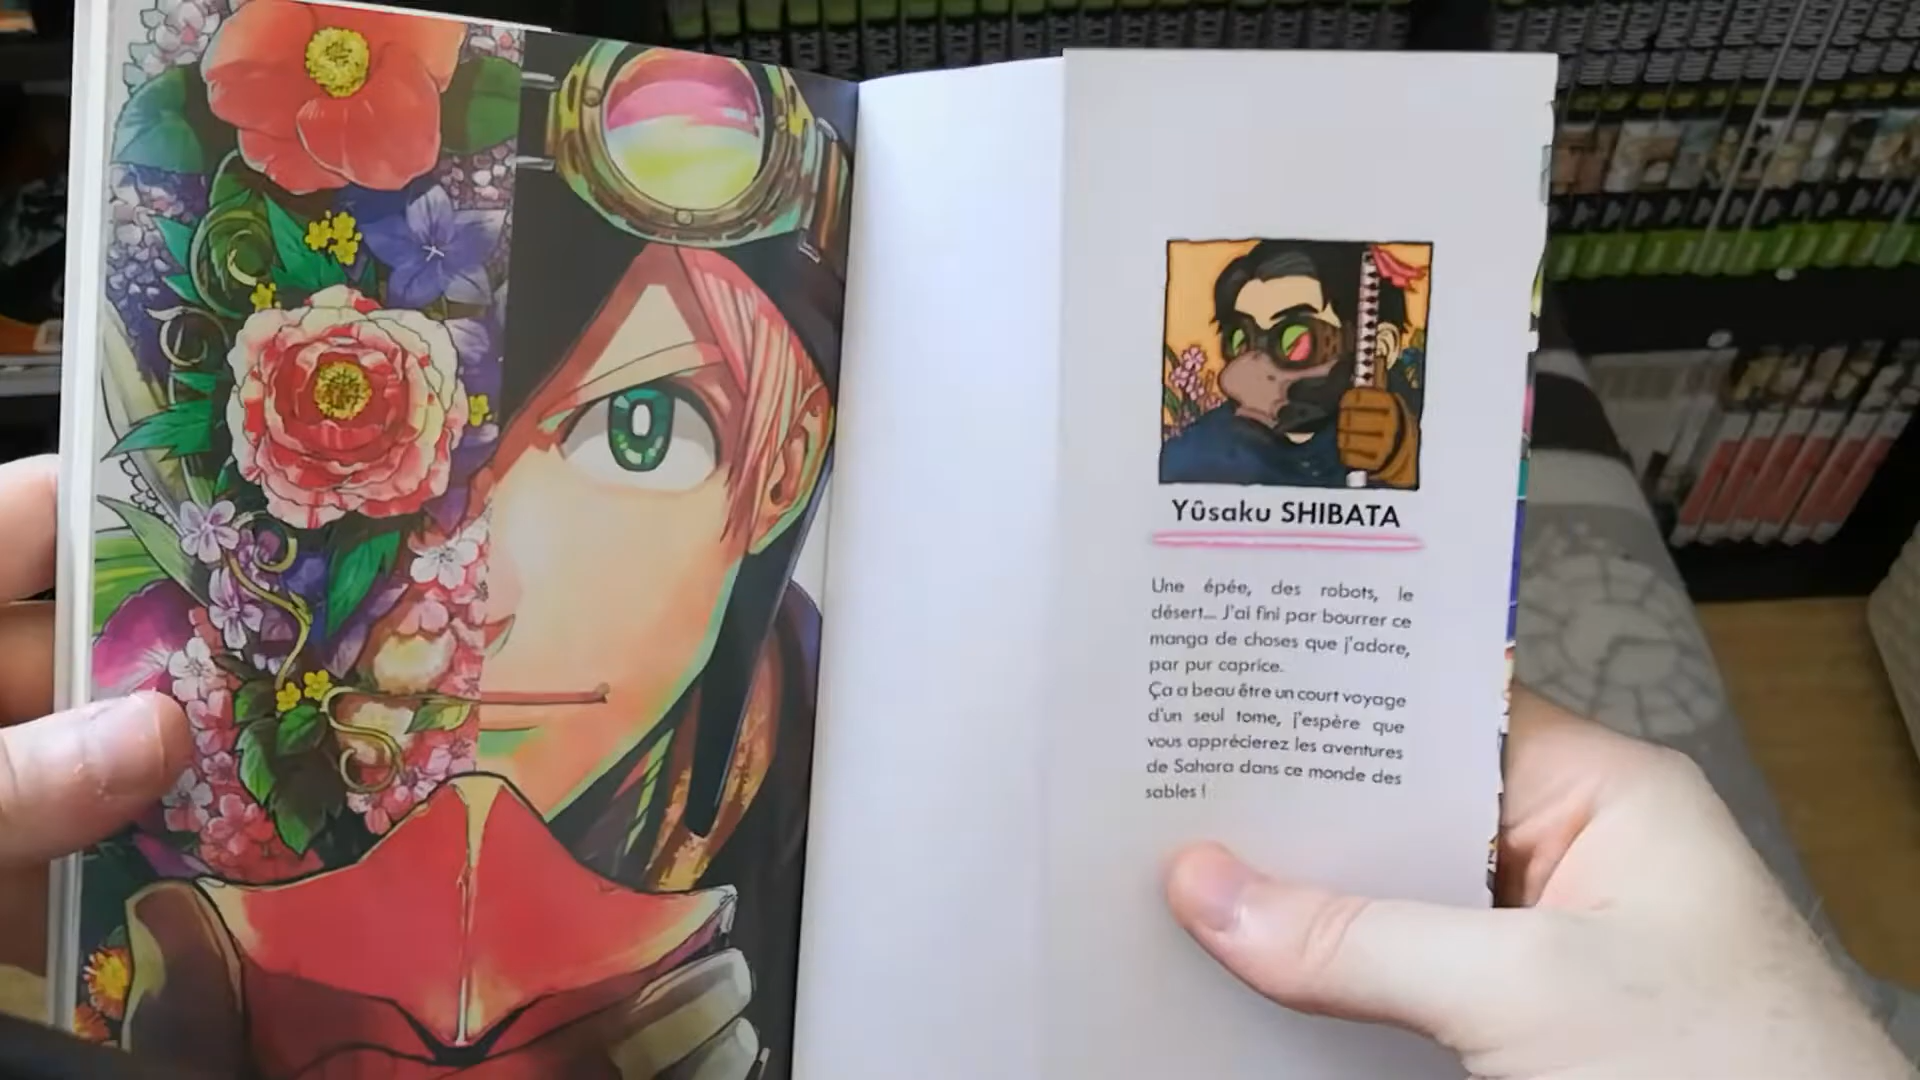 Yûsaku SHIBATA
Une épée, des robots, le
désert... J'ai fini par bourrer ce
manga de choses que j'adore,
par pur caprice.
Ça a beau être un court voyage
d'un seul tome, j'espère que
vous apprécierez les aventures
de Sahara dans ce monde des
sables !